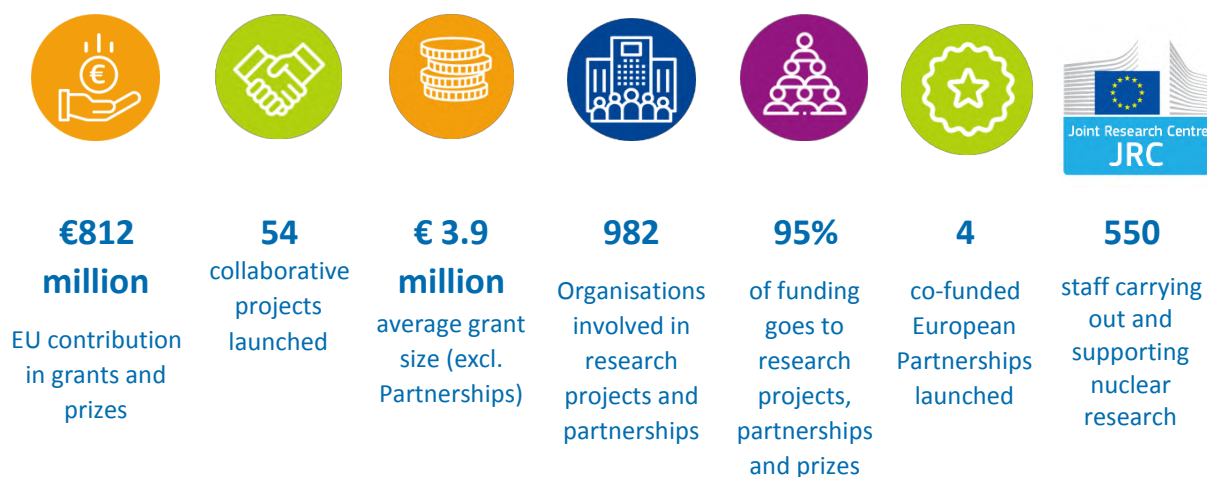 €
Joint Research Centre
JRC
€812
million
EU contribution
in grants and
prizes
54
collaborative
projects
launched
€ 3.9
million
average grant
size (excl.
Partnerships)
982
Organisations
involved in
research
projects and
partnerships
95%
of funding
goes to
research
projects,
partnerships
and prizes
4
co-funded
European
Partnerships
launched
550
staff carrying
out and
supporting
nuclear
research